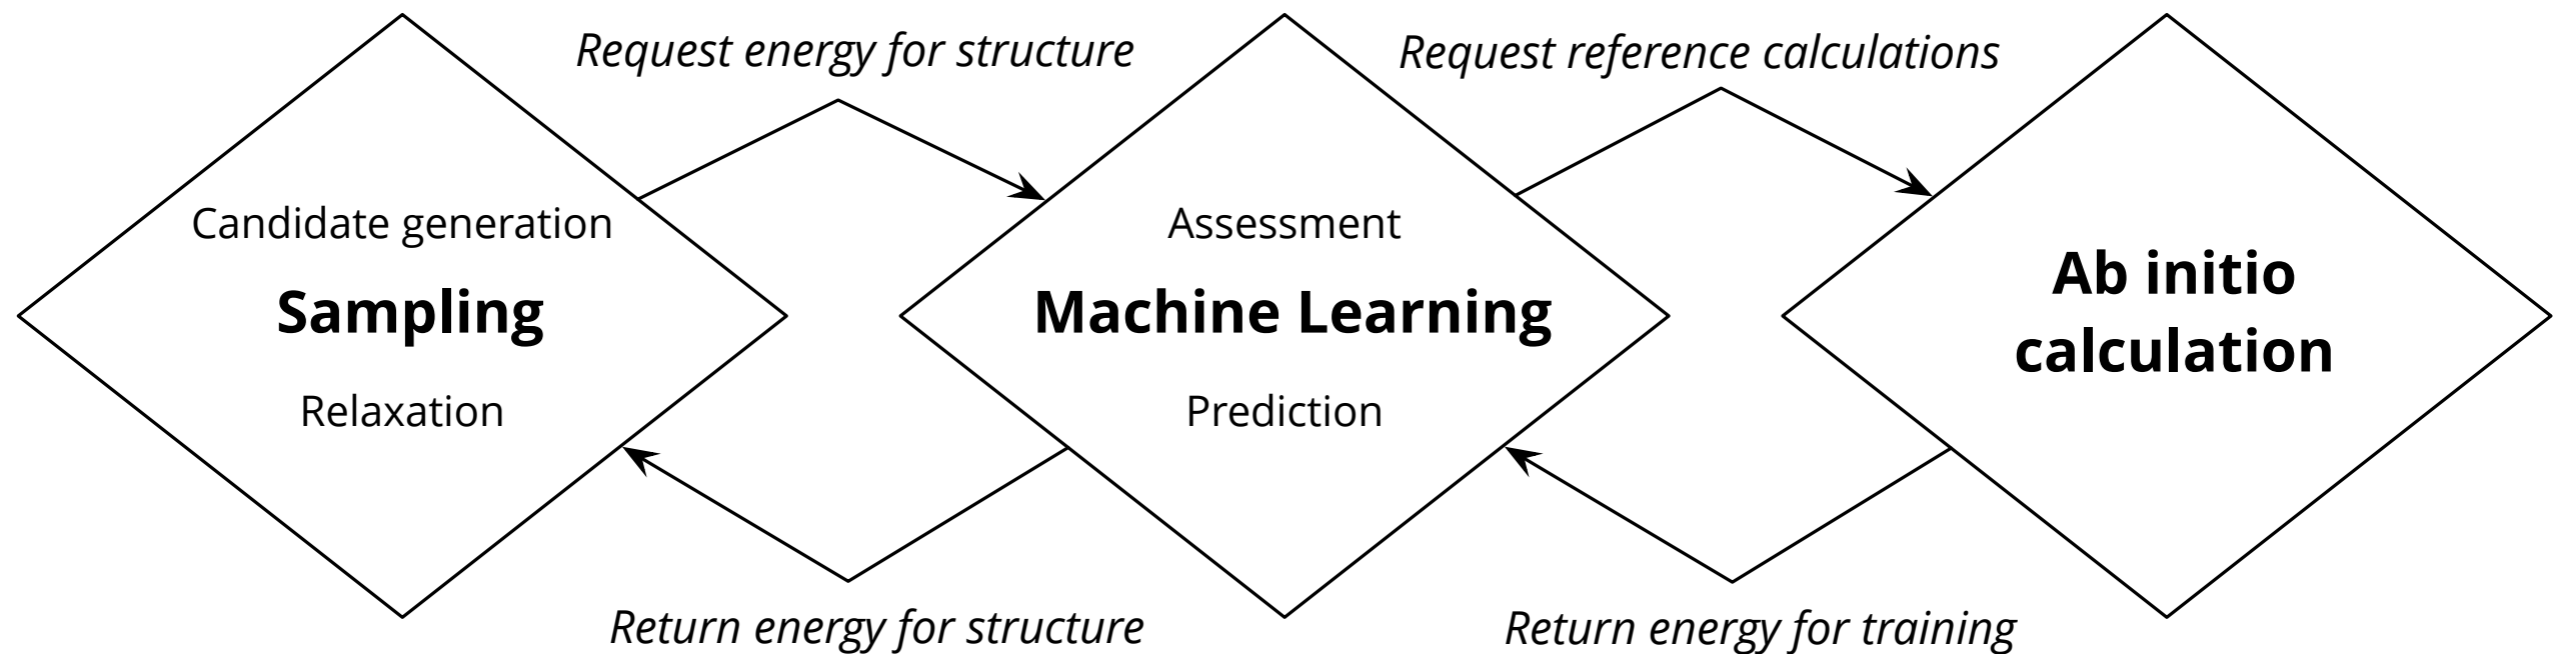 Request energy for structure
Request reference calculations
Candidate generation
Sampling
Relaxation
Assessment
Machine Learning
Prediction
Ab initio
calculation
Return energy for structure
Return energy for training